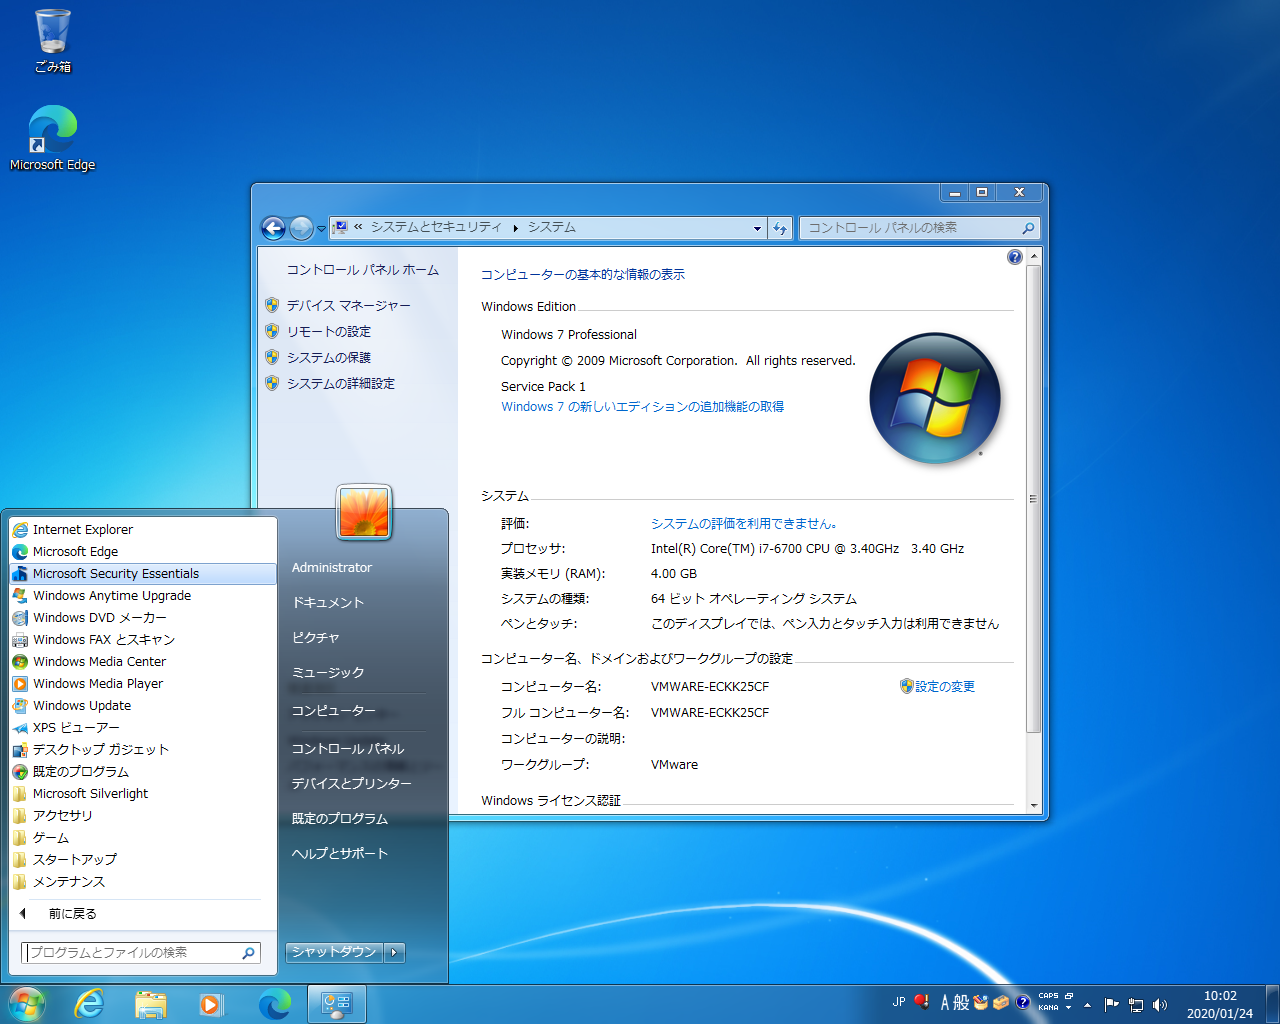 ごみ箱
Microsoft Edge
システムとセキュリティ
システム
コントロール パネルの検索
コントロール パネル ホーム
デバイス マネージャー
リモートの設定
システムの保護
システムの詳細設定
コンピューターの基本的な情報の表示
Windows Edition
Windows 7 Professional
Copyright © 2009 Microsoft Corporation.  All rights reserved.
Service Pack 1
Windows 7 の新しいエディションの追加機能の取得
システム
評価: システムの評価を利用できません。
プロセッサ: Intel(R) Core(TM) i7-6700 CPU @ 3.40GHz   3.40 GHz
実装メモリ (RAM): 4.00 GB
システムの種類: 64 ビット オペレーティング システム
ペンとタッチ: このディスプレイでは、ペン入力とタッチ入力は利用できません
コンピューター名、ドメインおよびワークグループの設定
コンピューター名: VMWARE-ECKK25CF 設定の変更
フル コンピューター名: VMWARE-ECKK25CF
コンピューターの説明:
ワークグループ: VMware
Windows ライセンス認証
Internet Explorer
Microsoft Edge
Microsoft Security Essentials
Windows Anytime Upgrade
Windows DVD メーカー
Windows FAX とスキャン
Windows Media Center
Windows Media Player
Windows Update
XPS ビューアー
デスクトップ ガジェット
既定のプログラム
Microsoft Silverlight
アクセサリ
ゲーム
スタートアップ
メンテナンス
前に戻る
プログラムとファイルの検索
Administrator
ドキュメント
ピクチャ
ミュージック
コンピューター
コントロール パネル
デバイスとプリンター
既定のプログラム
ヘルプとサポート
シャットダウン
JP
A 般
CAPS
KANA
10:02
2020/01/24